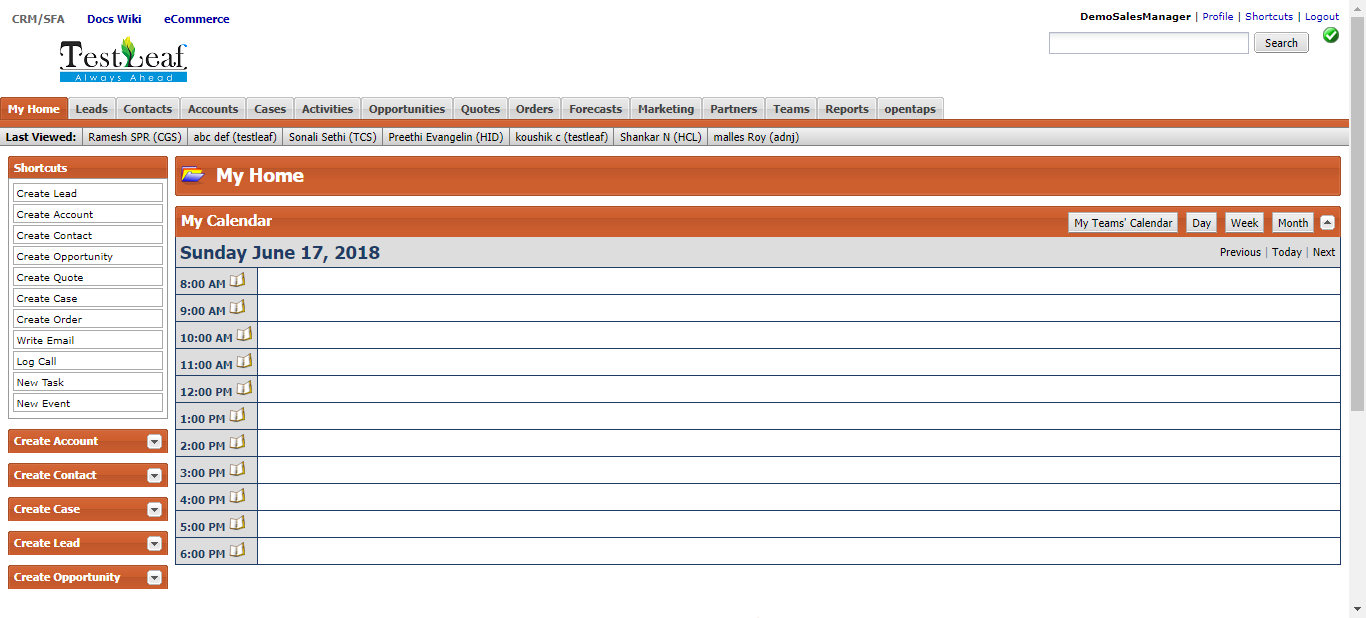 CRM/SFA Docs Wiki eCommerce
DemoSalesManager | Profile | Shortcuts | Logout
Search
TestLeaf
Always Ahead
My Home Leads Contacts Accounts Cases Activities Opportunities Quotes Orders Forecasts Marketing Partners Teams Reports opentaps
Last Viewed: Ramesh SPR (CGS) abc def (testleaf) Sonali Sethi (TCS) Preethi Evangelin (HID) koushik c (testleaf) Shankar N (HCL) malles Roy (adnj)
Shortcuts
Create Lead
Create Account
Create Contact
Create Opportunity
Create Quote
Create Case
Create Order
Write Email
Log Call
New Task
New Event
Create Account
Create Contact
Create Case
Create Lead
Create Opportunity
My Home
My Calendar My Teams' Calendar Day Week Month
Sunday June 17, 2018 Previous | Today | Next
8:00 AM
9:00 AM
10:00 AM
11:00 AM
12:00 PM
1:00 PM
2:00 PM
3:00 PM
4:00 PM
5:00 PM
6:00 PM